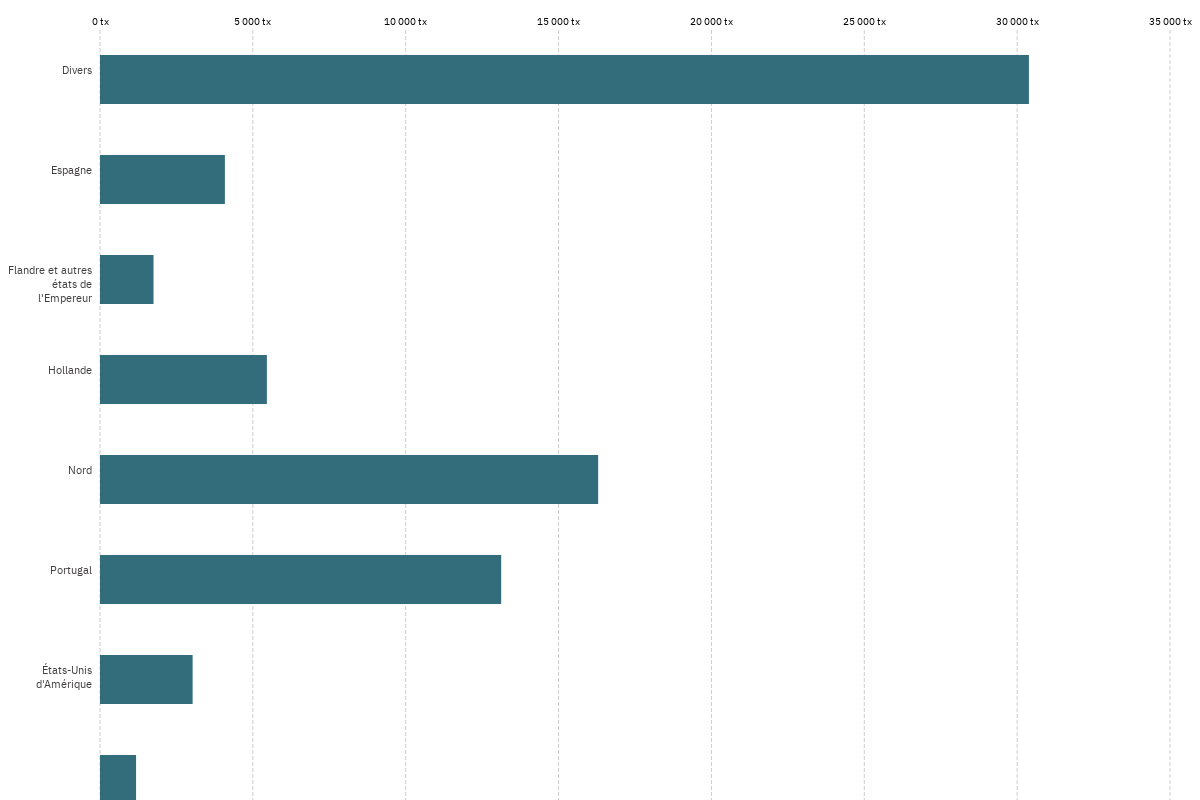 0 tx 5 000 tx 10 000 tx 15 000 tx 20 000 tx 25 000 tx 30 000 tx 35 000 tx
Divers
Espagne
Flandre et autres
états de
l'Empereur
Hollande
Nord
Portugal
États-Unis
d'Amérique